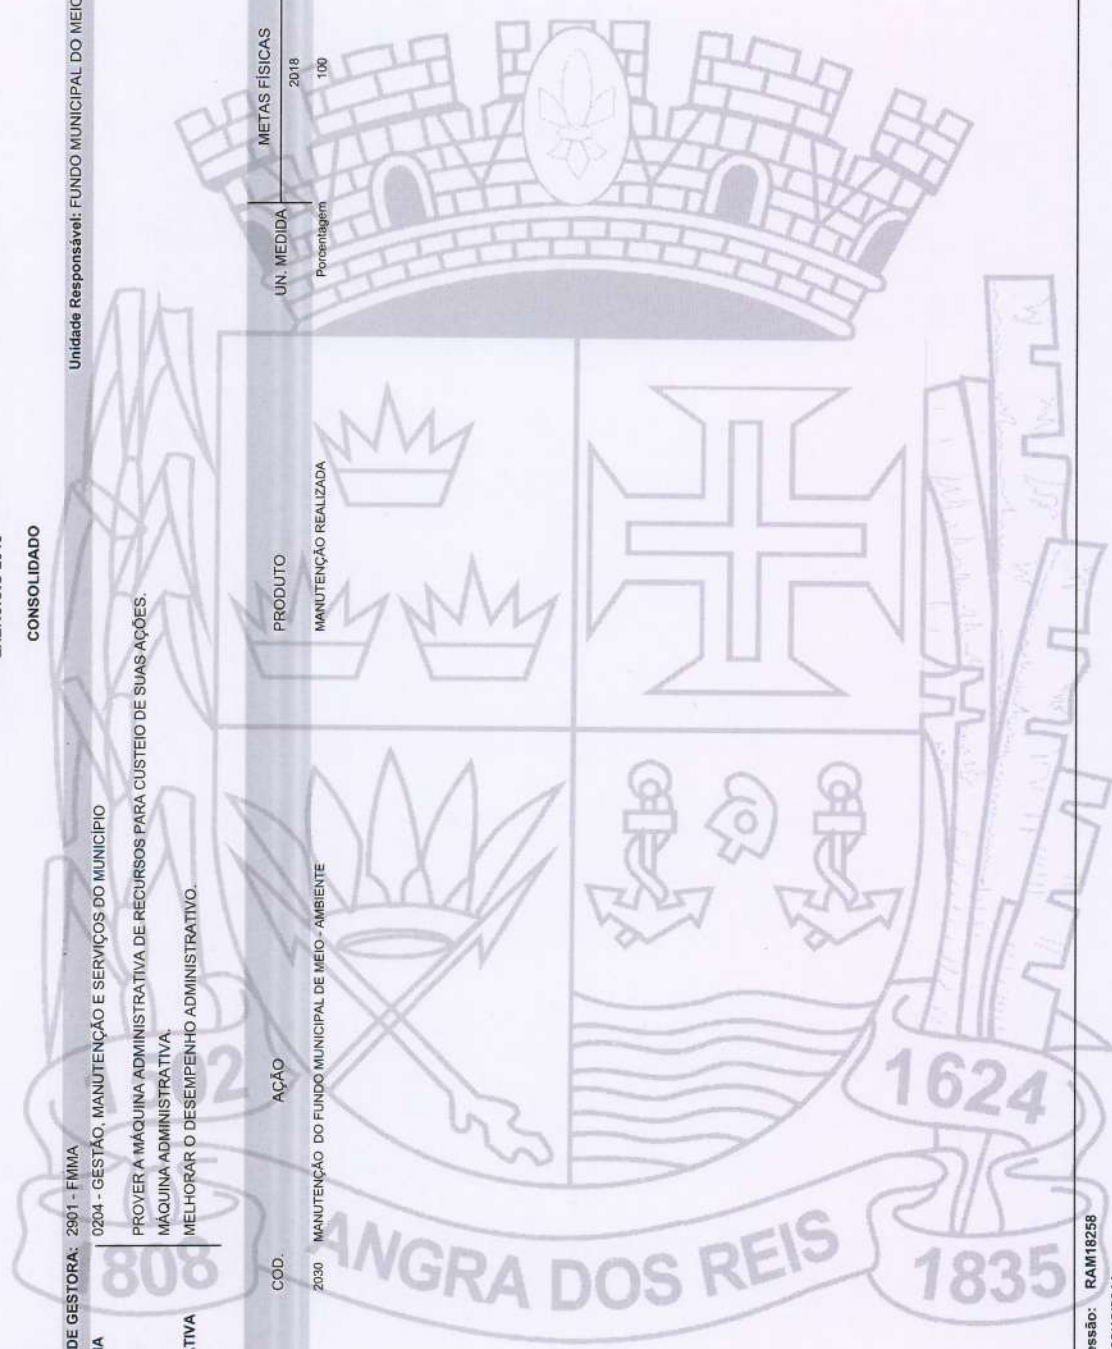 CONSOLIDADO
DE GESTORA: 2901 - FMMA Unidade Responsável: FUNDO MUNICIPAL DO MEIO
0204 - GESTÃO, MANUTENÇÃO E SERVIÇOS DO MUNICÍPIO
PROVER A MÁQUINA ADMINISTRATIVA DE RECURSOS PARA CUSTEIO DE SUAS AÇÕES.
MÁQUINA ADMINISTRATIVA.
TIVA MELHORAR O DESEMPENHO ADMINISTRATIVO.
COD. AÇÃO PRODUTO UN. MEDIDA METAS FÍSICAS
2018
2030 MANUTENÇÃO DO FUNDO MUNICIPAL DE MEIO - AMBIENTE MANUTENÇÃO REALIZADA Porcentagem 100
808
ANGRA DOS REIS
1624
1835
essão: RAM18258